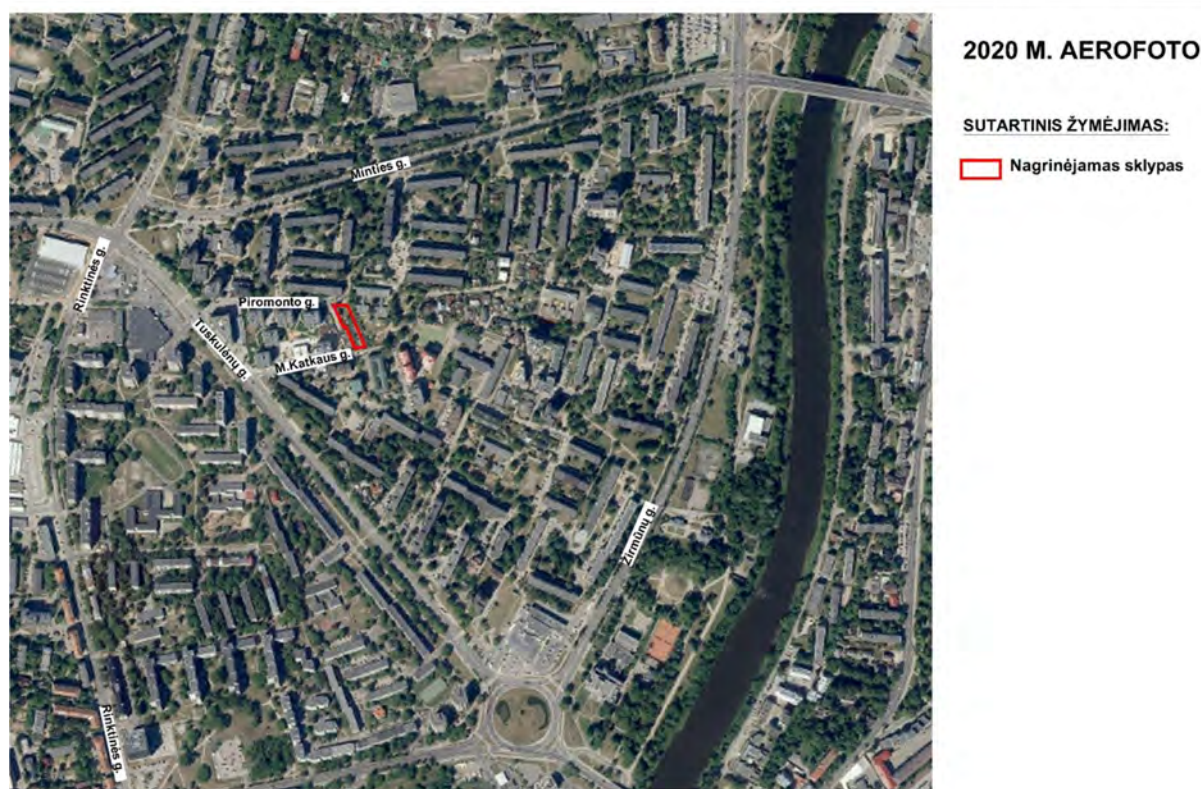 2020 M. AEROFOTO
SUTARTINIS ŽYMĖJIMAS:
Nagrinėjamas sklypas
Minties g.
Rinktinės g.
Piromonto g.
Tuskulėnų g.
M.Katkaus g.
Žirmūnų g.
Rinktinės g.